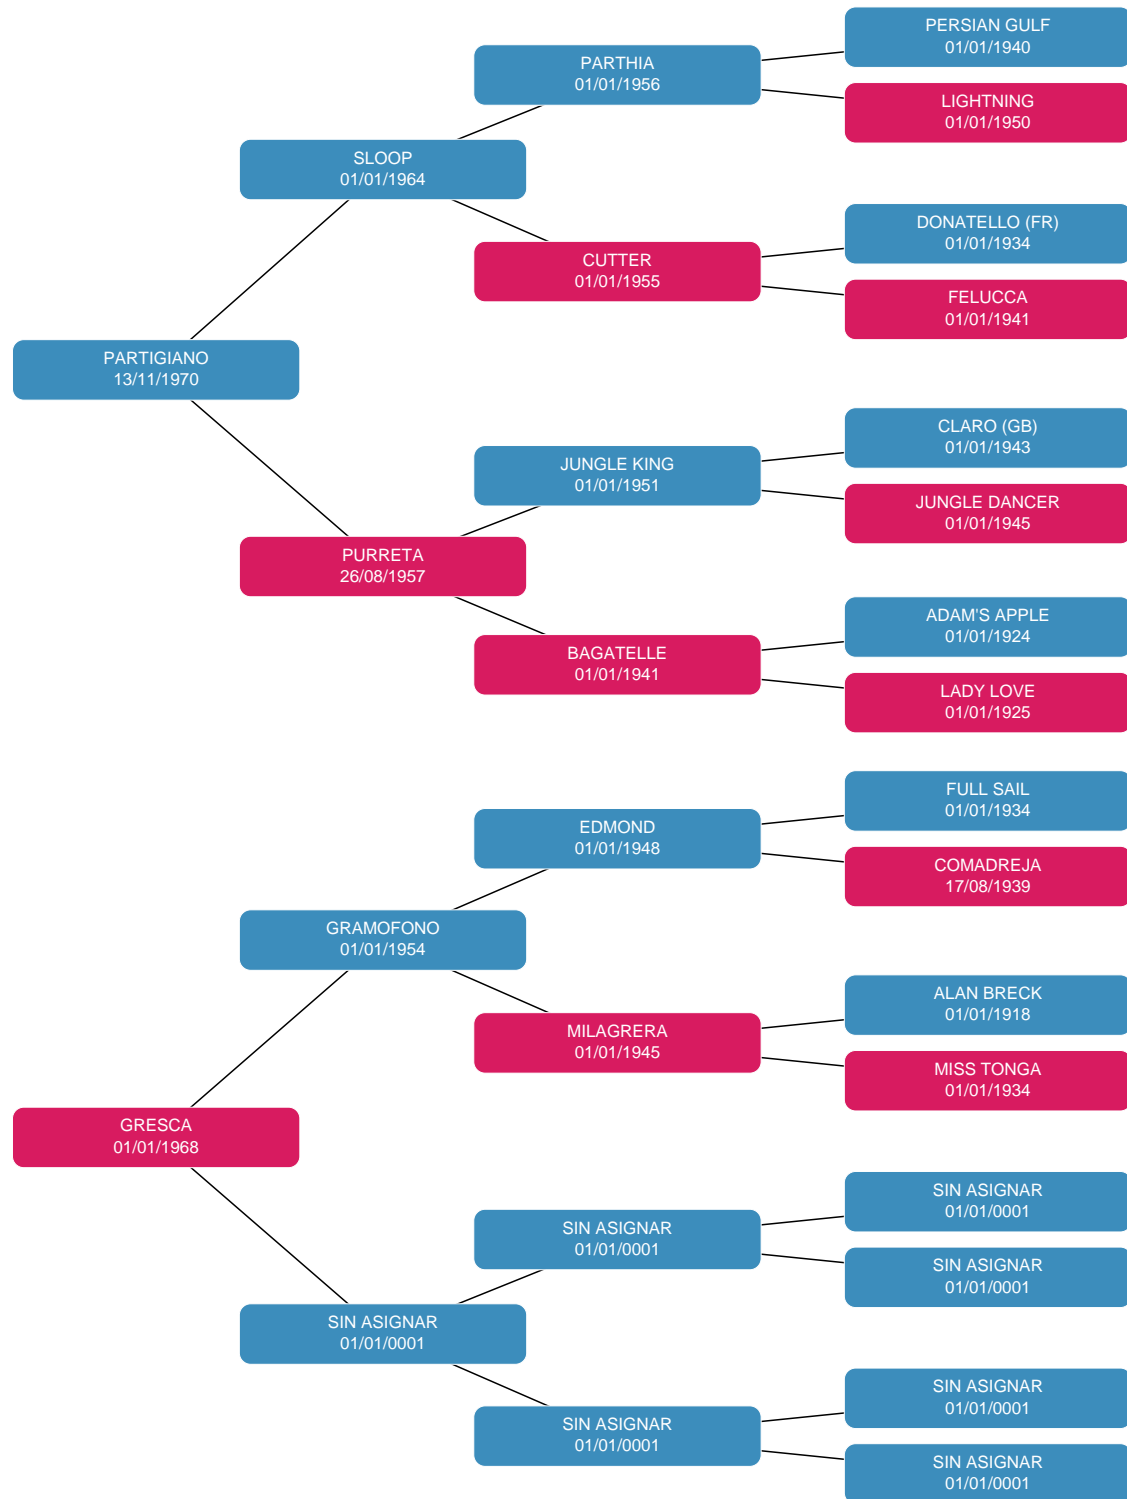 PERSIAN GULF
01/01/1940
PARTHIA
01/01/1956
LIGHTNING
01/01/1950
SLOOP
01/01/1964
DONATELLO (FR)
01/01/1934
CUTTER
01/01/1955
FELUCCA
01/01/1941
PARTIGIANO
13/11/1970
CLARO (GB)
01/01/1943
JUNGLE KING
01/01/1951
JUNGLE DANCER
01/01/1945
PURRETA
26/08/1957
ADAM'S APPLE
01/01/1924
BAGATELLE
01/01/1941
LADY LOVE
01/01/1925
FULL SAIL
01/01/1934
EDMOND
01/01/1948
COMADREJA
17/08/1939
GRAMOFONO
01/01/1954
ALAN BRECK
01/01/1918
MILAGRERA
01/01/1945
MISS TONGA
01/01/1934
GRESCA
01/01/1968
SIN ASIGNAR
01/01/0001
SIN ASIGNAR
01/01/0001
SIN ASIGNAR
01/01/0001
SIN ASIGNAR
01/01/0001
SIN ASIGNAR
01/01/0001
SIN ASIGNAR
01/01/0001
SIN ASIGNAR
01/01/0001